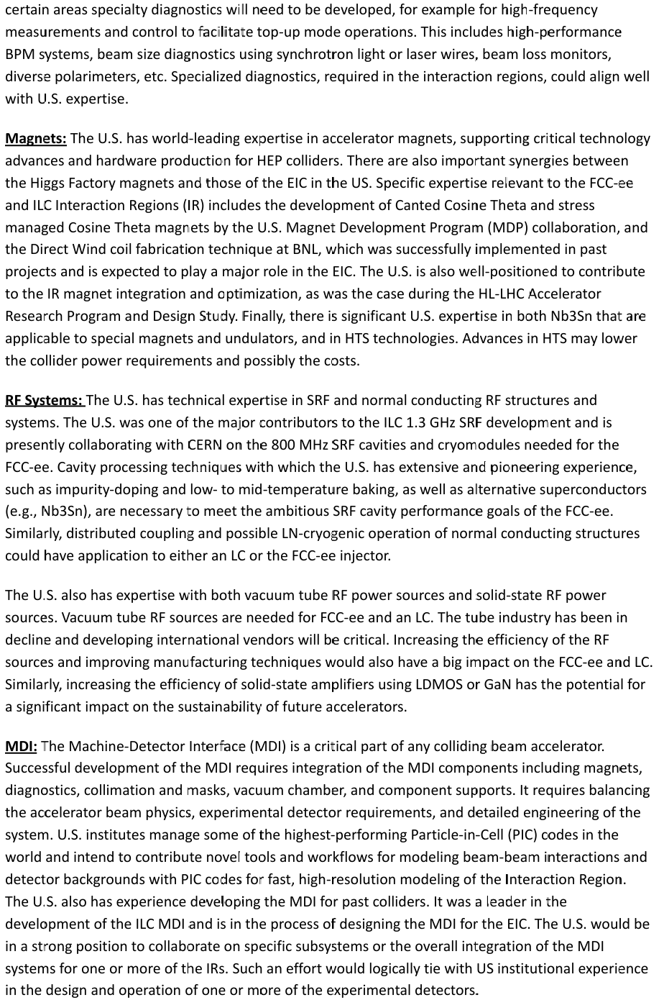 certain areas specialty diagnostics will need to be developed, for example for high-frequency
measurements and control to facilitate top-up mode operations. This includes high-performance
BPM systems, beam size diagnostics using synchrotron light or laser wires, beam loss monitors,
diverse polarimeters, etc. Specialized diagnostics, required in the interaction regions, could align well
with U.S. expertise.
Magnets: The U.S. has world-leading expertise in accelerator magnets, supporting critical technology
advances and hardware production for HEP colliders. There are also important synergies between
the Higgs Factory magnets and those of the EIC in the US. Specific expertise relevant to the FCC-ee
and ILC Interaction Regions (IR) includes the development of Canted Cosine Theta and stress
managed Cosine Theta magnets by the U.S. Magnet Development Program (MDP) collaboration, and
the Direct Wind coil fabrication technique at BNL, which was successfully implemented in past
projects and is expected to play a major role in the EIC. The U.S. is also well-positioned to contribute
to the IR magnet integration and optimization, as was the case during the HL-LHC Accelerator
Research Program and Design Study. Finally, there is significant U.S. expertise in both Nb3Sn that are
applicable to special magnets and undulators, and in HTS technologies. Advances in HTS may lower
the collider power requirements and possibly the costs.
RF Systems: The U.S. has technical expertise in SRF and normal conducting RF structures and
systems. The U.S. was one of the major contributors to the ILC 1.3 GHz SRF development and is
presently collaborating with CERN on the 800 MHz SRF cavities and cryomodules needed for the
FCC-ee. Cavity processing techniques with which the U.S. has extensive and pioneering experience,
such as impurity-doping and low- to mid-temperature baking, as well as alternative superconductors
(e.g., Nb3Sn), are necessary to meet the ambitious SRF cavity performance goals of the FCC-ee.
Similarly, distributed coupling and possible LN-cryogenic operation of normal conducting structures
could have application to either an LC or the FCC-ee injector.
The U.S. also has expertise with both vacuum tube RF power sources and solid-state RF power
sources. Vacuum tube RF sources are needed for FCC-ee and an LC. The tube industry has been in
decline and developing international vendors will be critical. Increasing the efficiency of the RF
sources and improving manufacturing techniques would also have a big impact on the FCC-ee and LC.
Similarly, increasing the efficiency of solid-state amplifiers using LDMOS or GaN has the potential for
a significant impact on the sustainability of future accelerators.
MDI: The Machine-Detector Interface (MDI) is a critical part of any colliding beam accelerator.
Successful development of the MDI requires integration of the MDI components including magnets,
diagnostics, collimation and masks, vacuum chamber, and component supports. It requires balancing
the accelerator beam physics, experimental detector requirements, and detailed engineering of the
system. U.S. institutes manage some of the highest-performing Particle-in-Cell (PIC) codes in the
world and intend to contribute novel tools and workflows for modeling beam-beam interactions and
detector backgrounds with PIC codes for fast, high-resolution modeling of the Interaction Region.
The U.S. also has experience developing the MDI for past colliders. It was a leader in the
development of the ILC MDI and is in the process of designing the MDI for the EIC. The U.S. would be
in a strong position to collaborate on specific subsystems or the overall integration of the MDI
systems for one or more of the IRs. Such an effort would logically tie with US institutional experience
in the design and operation of one or more of the experimental detectors.